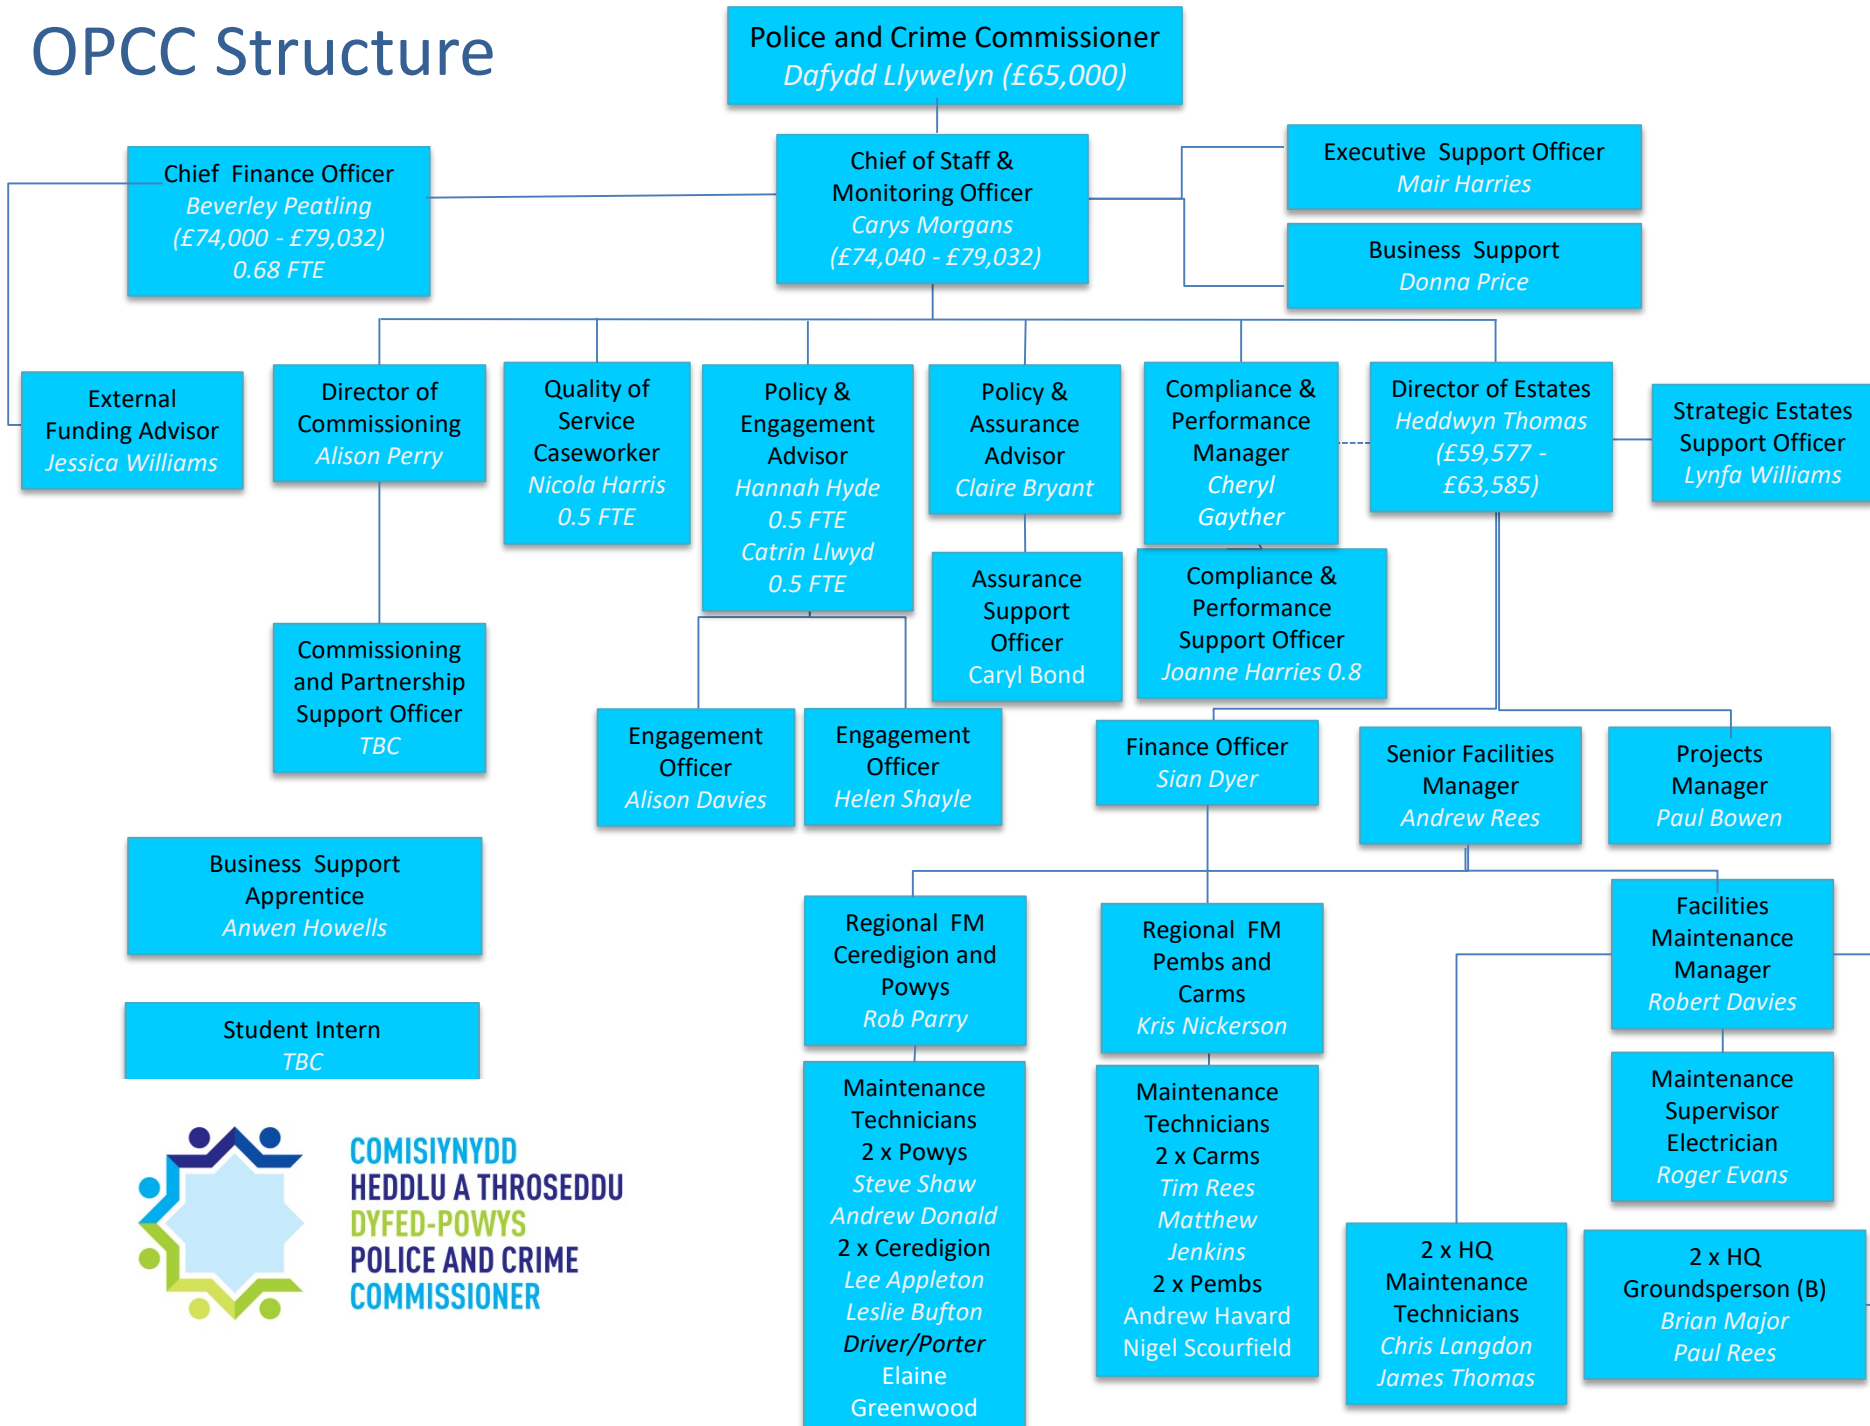 OPCC Structure
Police and Crime Commissioner
Dafydd Llywelyn (£65,000)
Chief Finance Officer
Beverley Peatling
(£74,000 - £79,032)
0.68 FTE
Chief of Staff &
Monitoring Officer
Carys Morgans
(£74,040 - £79,032)
Executive Support Officer
Mair Harries
Business Support
Donna Price
External
Funding Advisor
Jessica Williams
Director of
Commissioning
Alison Perry
Quality of
Service
Caseworker
Nicola Harris
0.5 FTE
Policy &
Engagement
Advisor
Hannah Hyde
0.5 FTE
Catrin Llwyd
0.5 FTE
Policy &
Assurance
Advisor
Claire Bryant
Compliance &
Performance
Manager
Cheryl
Gayther
Director of Estates
Heddwyn Thomas
(£59,577 -
£63,585)
Strategic Estates
Support Officer
Lynfa Williams
Commissioning
and Partnership
Support Officer
TBC
Assurance
Support
Officer
Caryl Bond
Compliance &
Performance
Support Officer
Joanne Harries 0.8
Engagement
Officer
Alison Davies
Engagement
Officer
Helen Shayle
Finance Officer
Sian Dyer
Senior Facilities
Manager
Andrew Rees
Projects
Manager
Paul Bowen
Business Support
Apprentice
Anwen Howells
Student Intern
TBC
Regional FM
Ceredigion and
Powys
Rob Parry
Regional FM
Pembs and
Carms
Kris Nickerson
Facilities
Maintenance
Manager
Robert Davies
Maintenance
Technicians
2 x Powys
Steve Shaw
Andrew Donald
2 x Ceredigion
Lee Appleton
Leslie Bufton
Driver/Porter
Elaine
Greenwood
Maintenance
Technicians
2 x Carms
Tim Rees
Matthew
Jenkins
2 x Pembs
Andrew Havard
Nigel Scourfield
Maintenance
Supervisor
Electrician
Roger Evans
2 x HQ
Maintenance
Technicians
Chris Langdon
James Thomas
2 x HQ
Groundsperson (B)
Brian Major
Paul Rees
COMISIYNYDD
HEDDLU A THROSEDDU
DYFED-POWYS
POLICE AND CRIME
COMMISSIONER